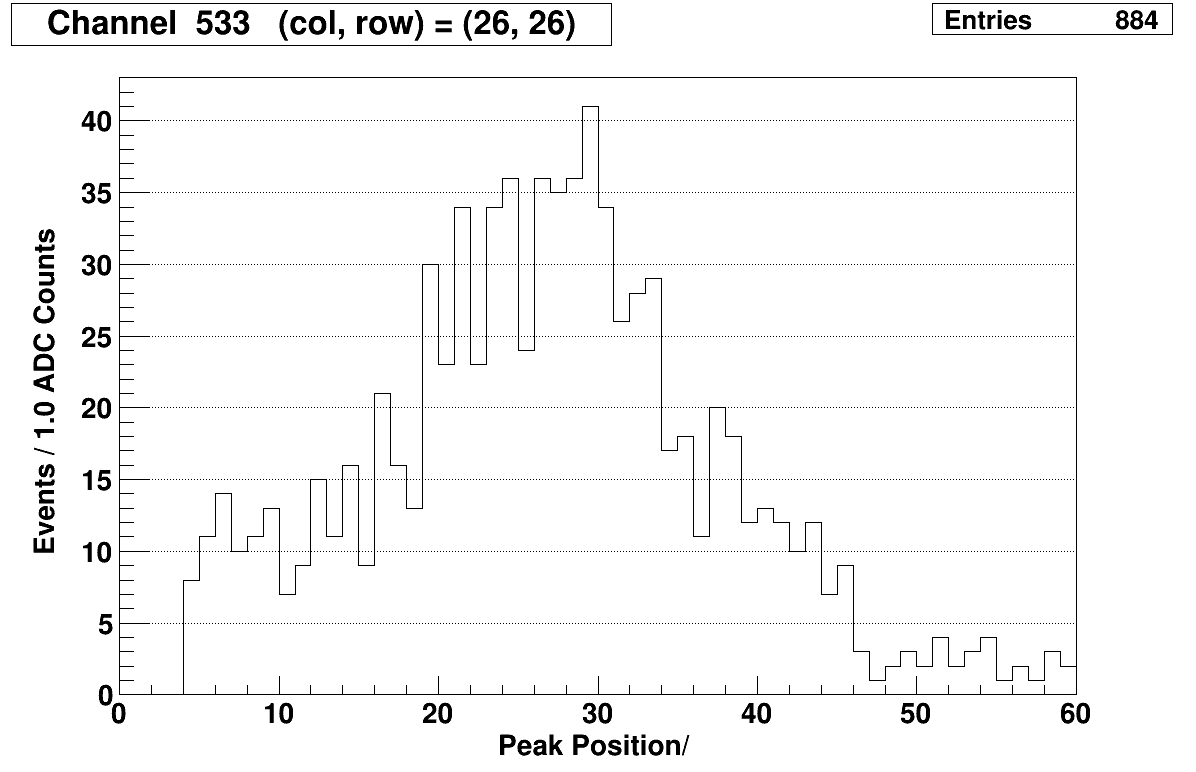 Channel 533 (col, row) = (26, 26)
Entries 884
40
35
30
25
20
15
10
5
0
Events / 1.0 ADC Counts
0 10 20 30 40 50 60
Peak Position/